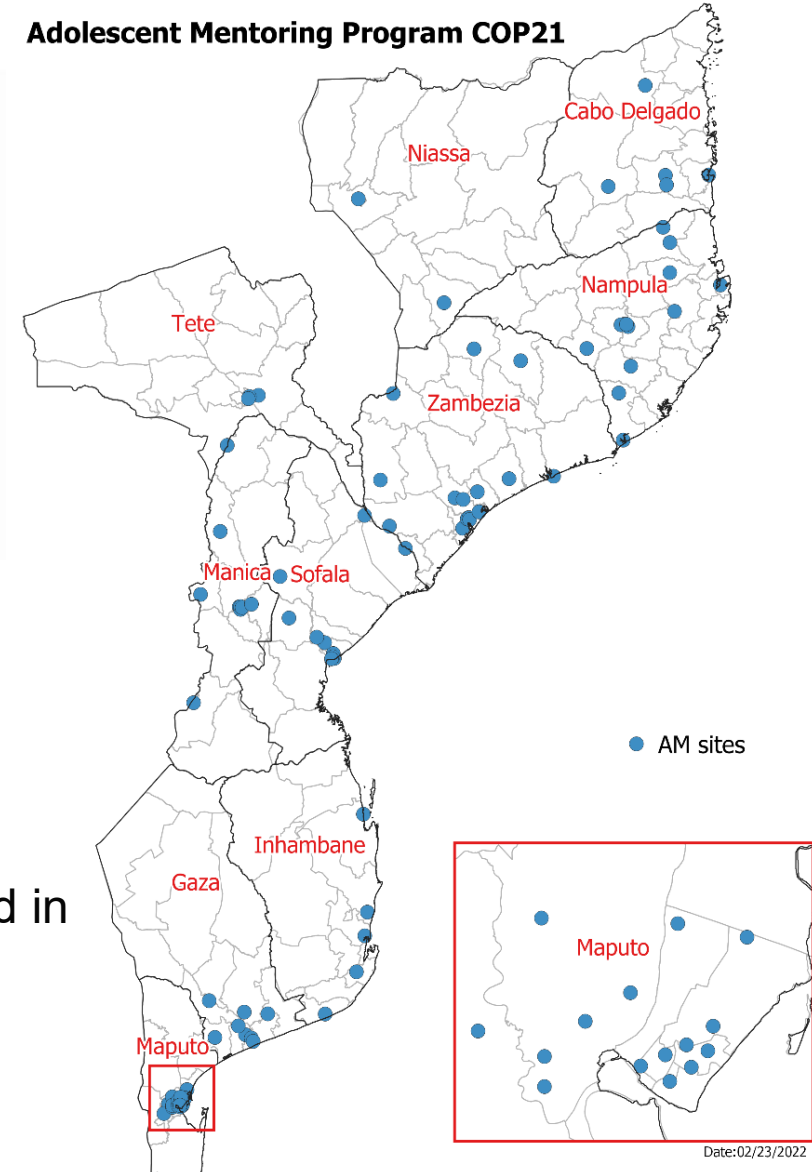 Adolescent Mentoring Program COP21
Cabo Delgado
Niassa
Nampula
Tete
Zambezia
Manica
Sofala
AM sites
Inhambane
Gaza
d in
Maputo
Maputo
Date:02/23/2022